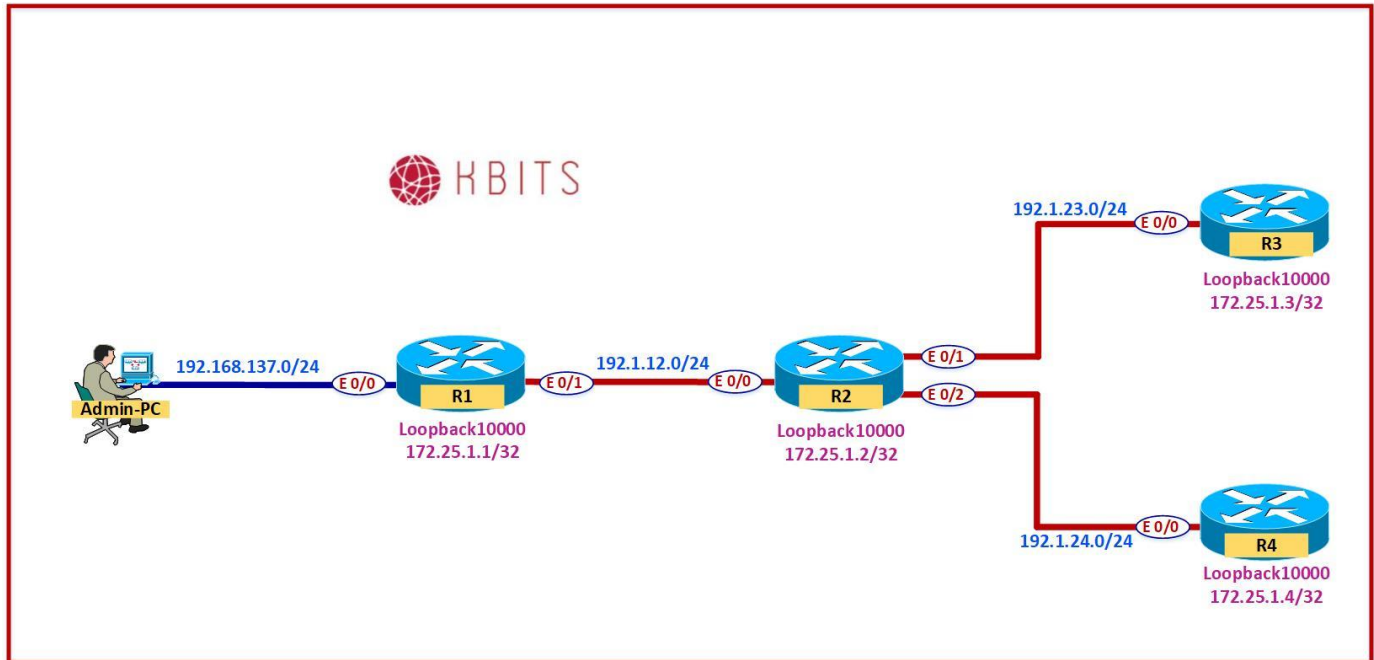 KBITS
192.1.23.0/24
E 0/0
R3
Loopback10000
172.25.1.3/32
Admin-PC
192.168.137.0/24
E 0/0
R1
Loopback10000
172.25.1.1/32
E 0/1
192.1.12.0/24
E 0/0
R2
Loopback10000
172.25.1.2/32
E 0/1
E 0/2
192.1.24.0/24
E 0/0
R4
Loopback10000
172.25.1.4/32